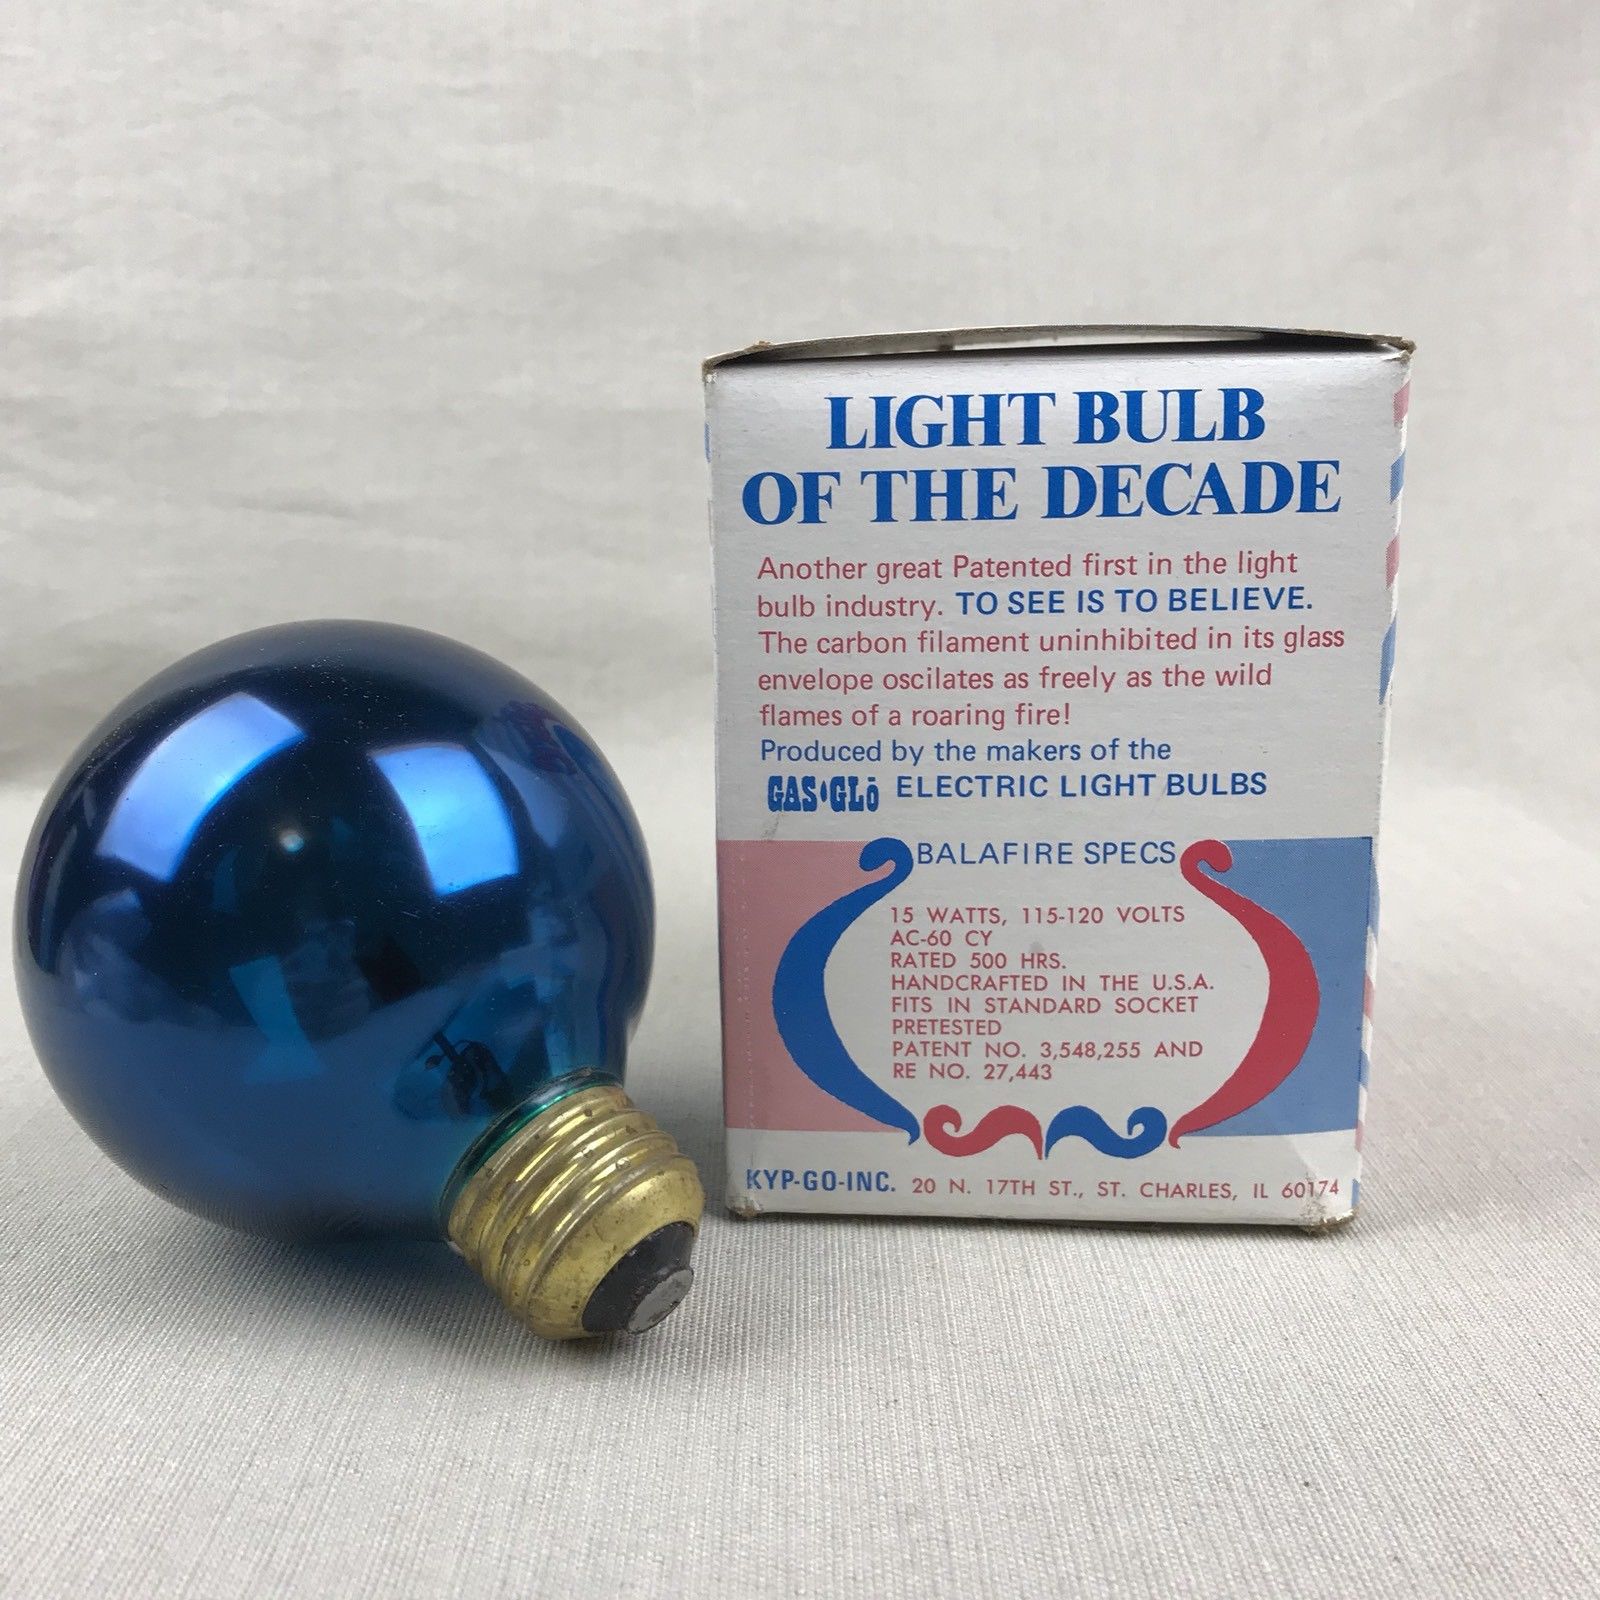 LIGHT BULB
OF THE DECADE
Another great Patented first in the light
bulb industry. TO SEE IS TO BELIEVE.
The carbon filament uninhibited in its glass
envelope oscilates as freely as the wild
flames of a roaring fire!
Produced by the makers of the
GAS·GLō ELECTRIC LIGHT BULBS
BALAFIRE SPECS
15 WATTS, 115-120 VOLTS
AC-60 CY
RATED 500 HRS.
HANDCRAFTED IN THE U.S.A.
FITS IN STANDARD SOCKET
PRETESTED
PATENT NO. 3,548,255 AND
RE NO. 27,443
KYP-GO-INC. 20 N. 17TH ST., ST. CHARLES, IL 60174